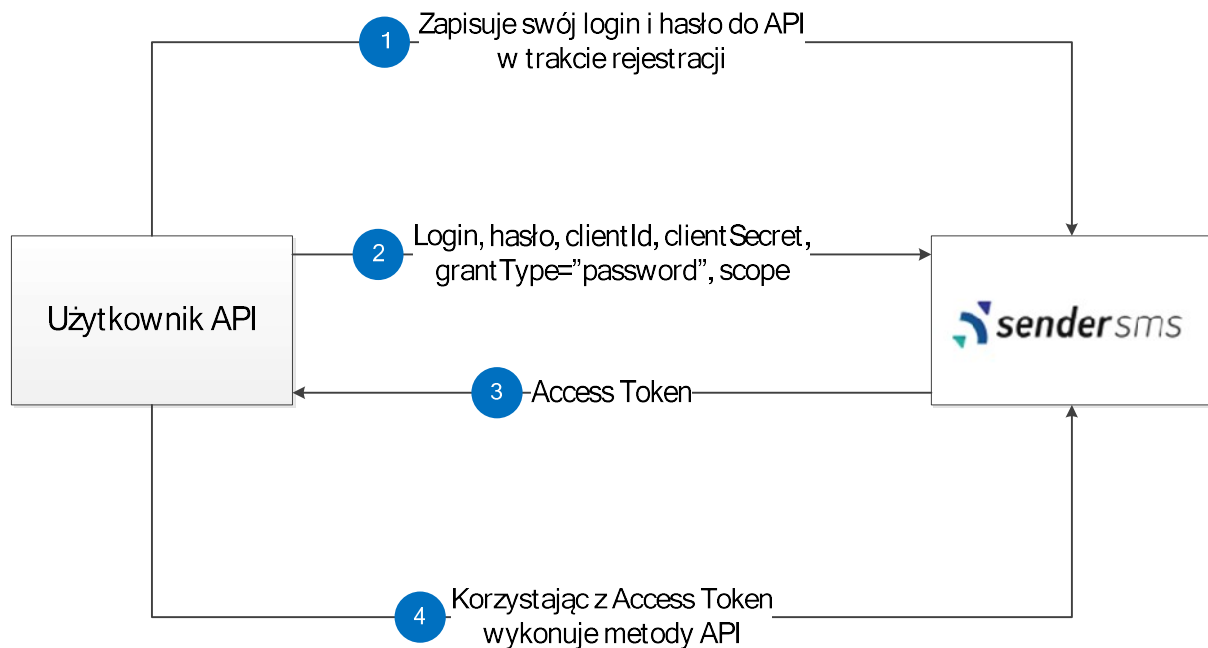 1
Zapisuje swój login i hasło do API
w trakcie rejestracji
2
Login, hasło, clientId, clientSecret,
grantType=”password”, scope
Użytkownik API
sendersms
3
Access Token
4
Korzystając z Access Token
wykonuje metody API